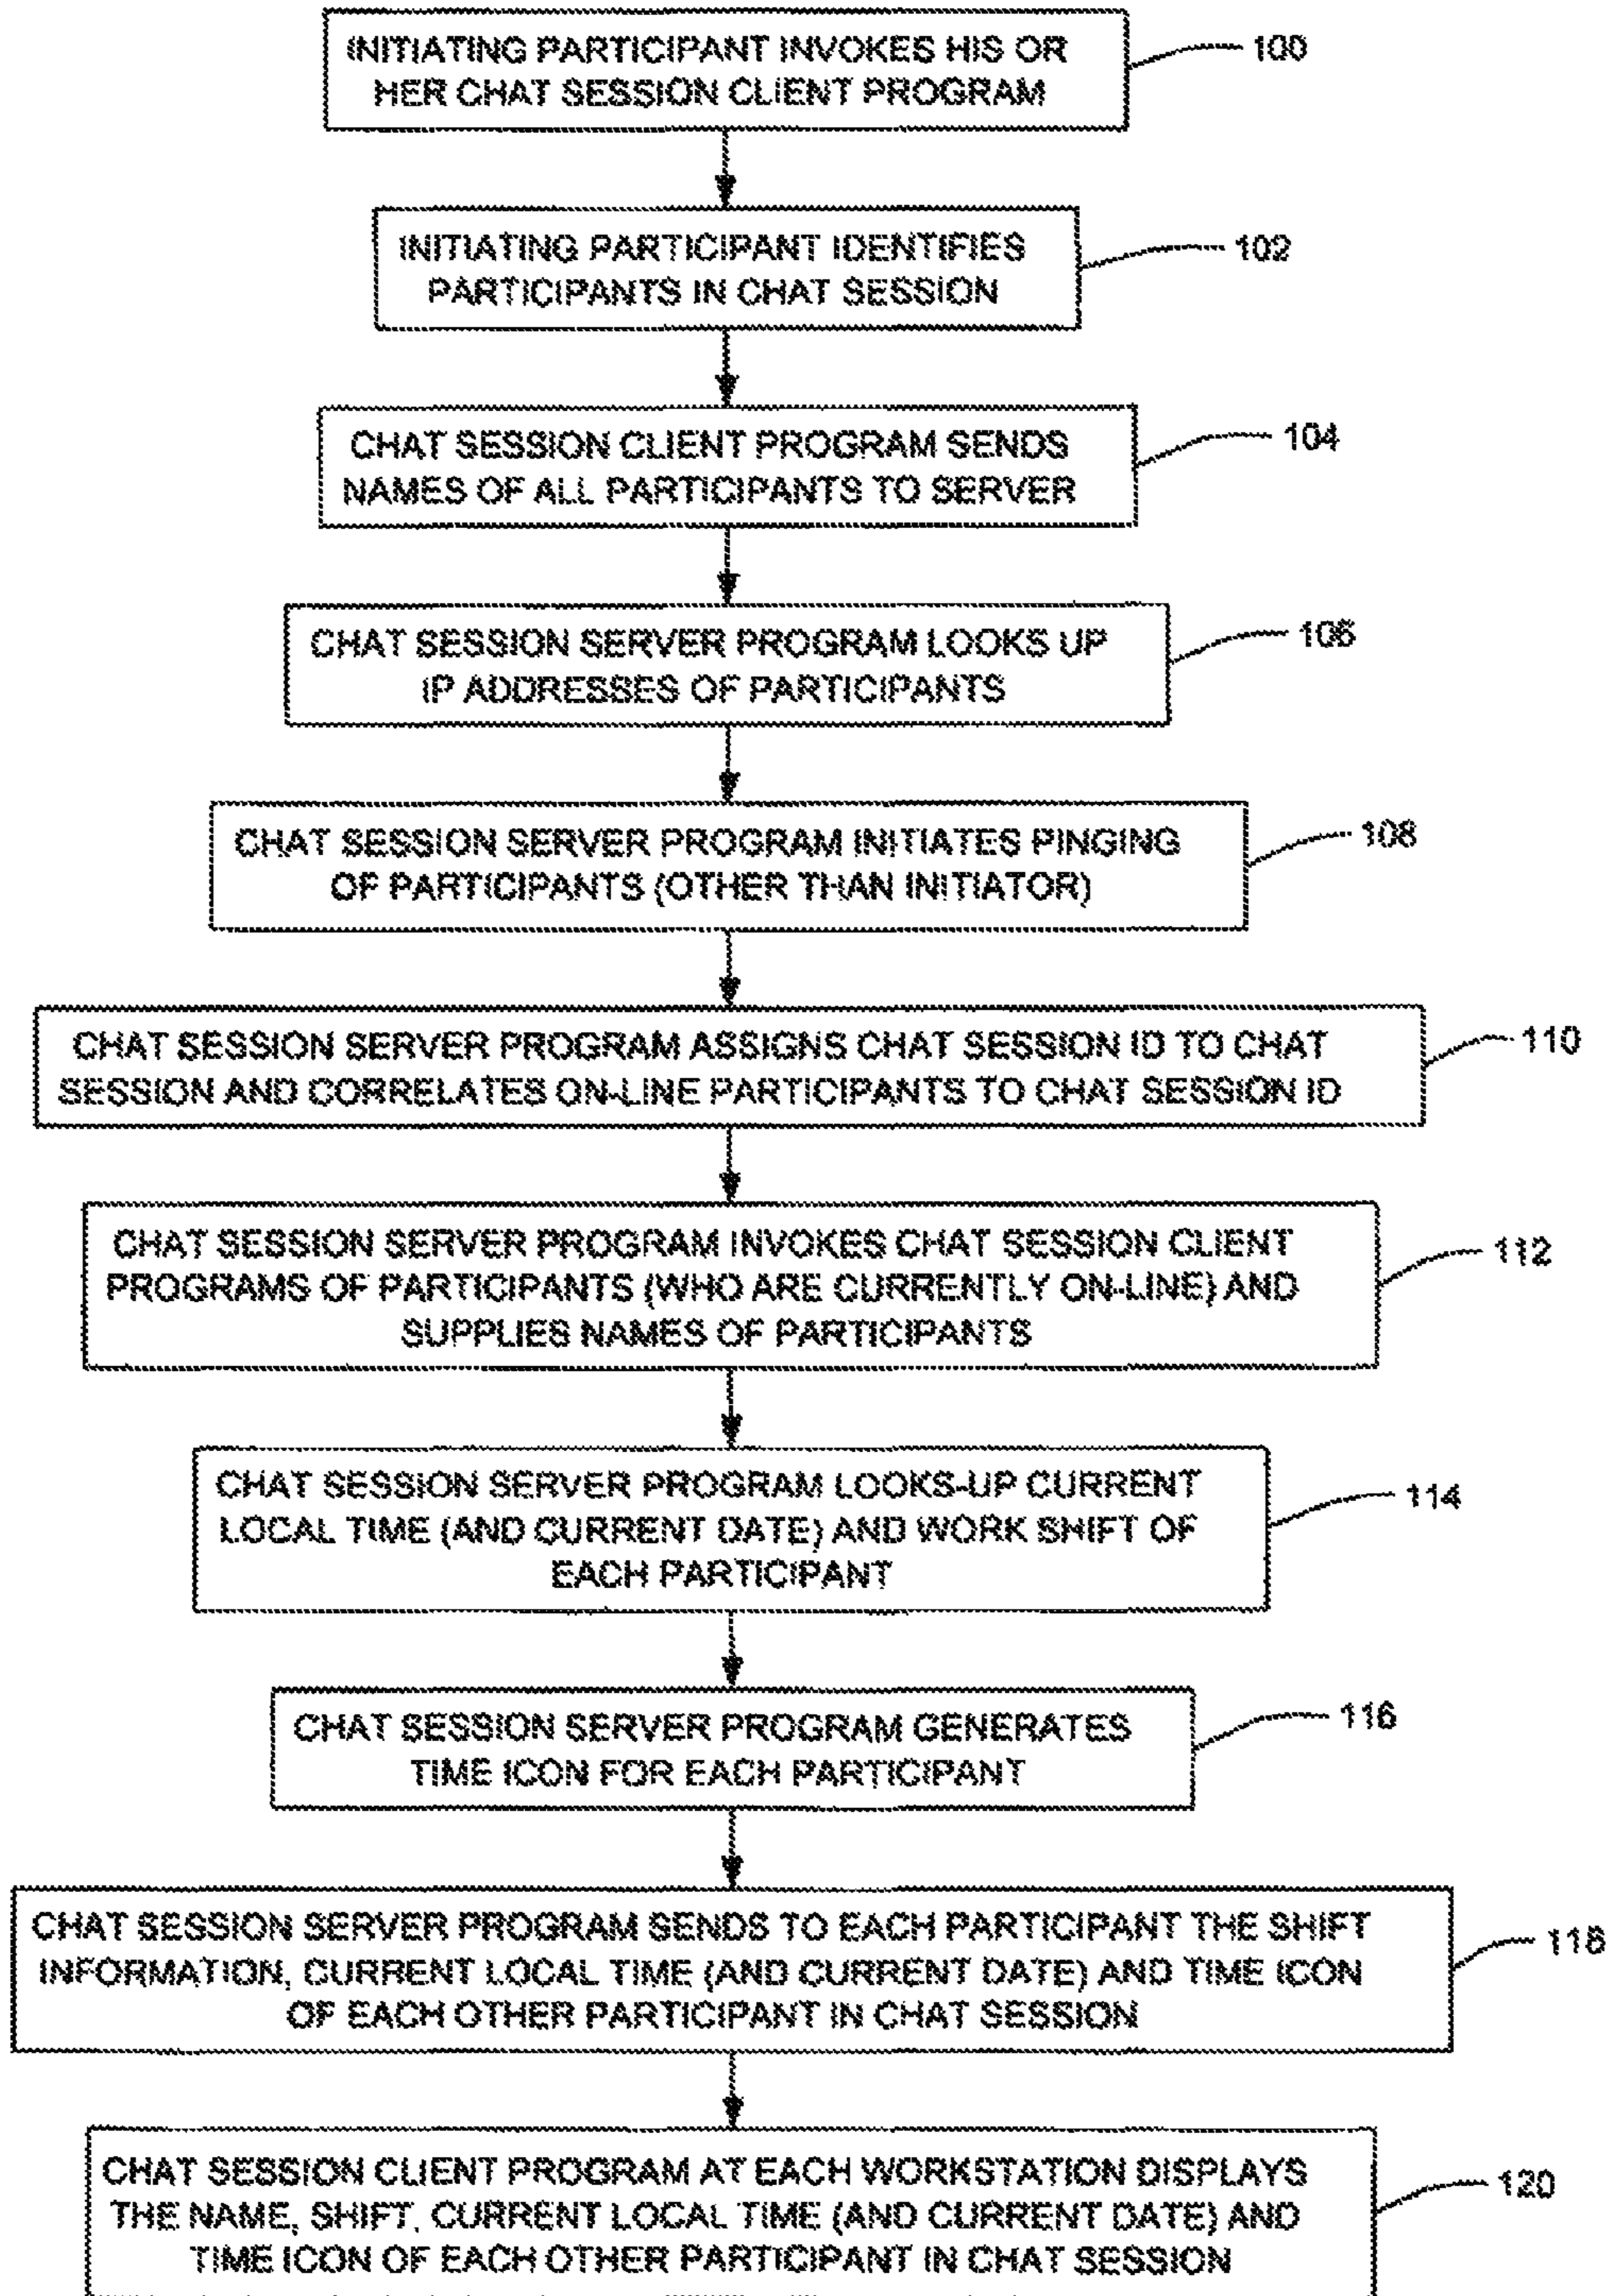 INITIATING PARTICIPANT INVOKES HIS OR
HER CHAT SESSION CLIENT PROGRAM
100
INITIATING PARTICIPANT IDENTIFIES
PARTICIPANTS IN CHAT SESSION
102
CHAT SESSION CLIENT PROGRAM SENDS
NAMES OF ALL PARTICIPANTS TO SERVER
104
CHAT SESSION SERVER PROGRAM LOOKS UP
IP ADDRESSES OF PARTICIPANTS
106
CHAT SESSION SERVER PROGRAM INITIATES PINGING
OF PARTICIPANTS (OTHER THAN INITIATOR)
108
CHAT SESSION SERVER PROGRAM ASSIGNS CHAT SESSION ID TO CHAT
SESSION AND CORRELATES ON-LINE PARTICIPANTS TO CHAT SESSION ID
110
CHAT SESSION SERVER PROGRAM INVOKES CHAT SESSION CLIENT
PROGRAMS OF PARTICIPANTS (WHO ARE CURRENTLY ON-LINE) AND
SUPPLIES NAMES OF PARTICIPANTS
112
CHAT SESSION SERVER PROGRAM LOOKS-UP CURRENT
LOCAL TIME (AND CURRENT DATE) AND WORK SHIFT OF
EACH PARTICIPANT
114
CHAT SESSION SERVER PROGRAM GENERATES
TIME ICON FOR EACH PARTICIPANT
116
CHAT SESSION SERVER PROGRAM SENDS TO EACH PARTICIPANT THE SHIFT
INFORMATION, CURRENT LOCAL TIME (AND CURRENT DATE) AND TIME ICON
OF EACH OTHER PARTICIPANT IN CHAT SESSION
118
CHAT SESSION CLIENT PROGRAM AT EACH WORKSTATION DISPLAYS
THE NAME, SHIFT, CURRENT LOCAL TIME (AND CURRENT DATE) AND
TIME ICON OF EACH OTHER PARTICIPANT IN CHAT SESSION
120